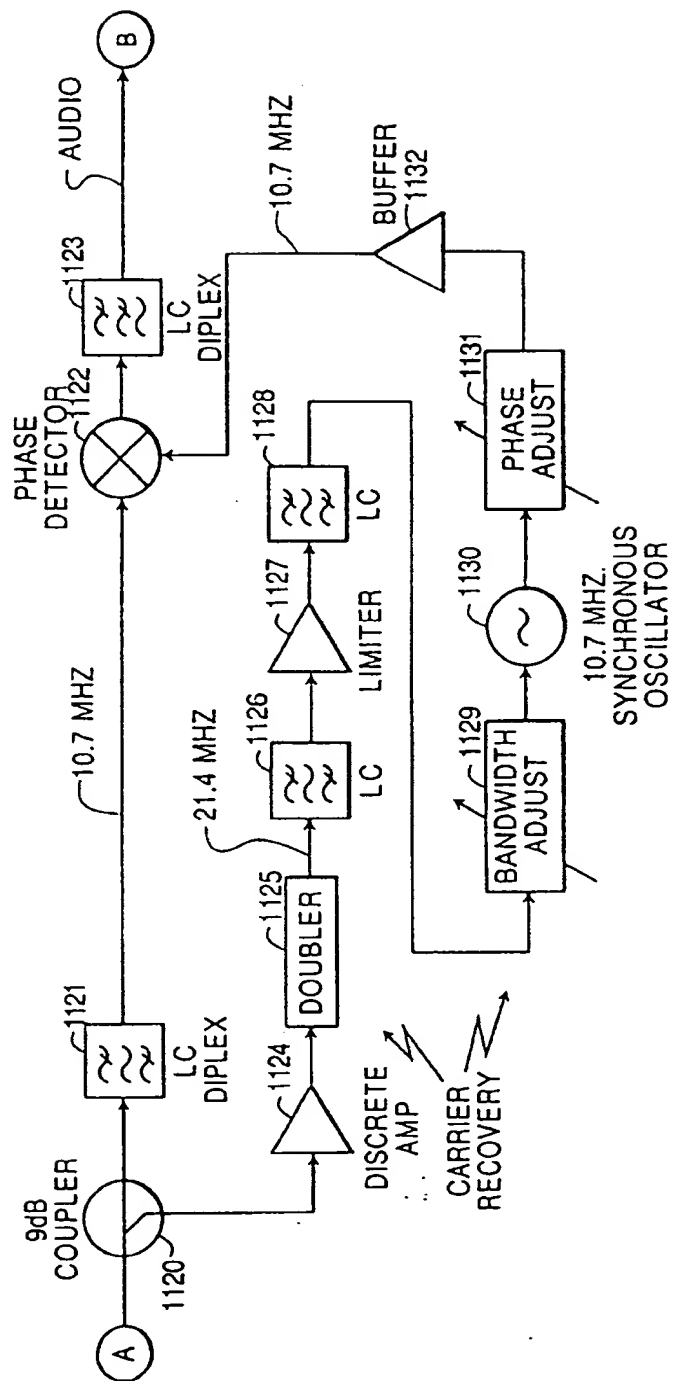 A
9dB
COUPLER
1120
1121
LC
DIPLEX
10.7 MHZ
PHASE
DETECTOR
1122
1123
LC
DIPLEX
AUDIO
B
1124
DISCRETE
AMP
1125
DOUBLER
21.4 MHZ
1126
LC
1127
LIMITER
1128
LC
CARRIER
RECOVERY
1129
BANDWIDTH
ADJUST
1130
10.7 MHZ.
SYNCHRONOUS
OSCILLATOR
1131
PHASE
ADJUST
BUFFER
1132
10.7 MHZ